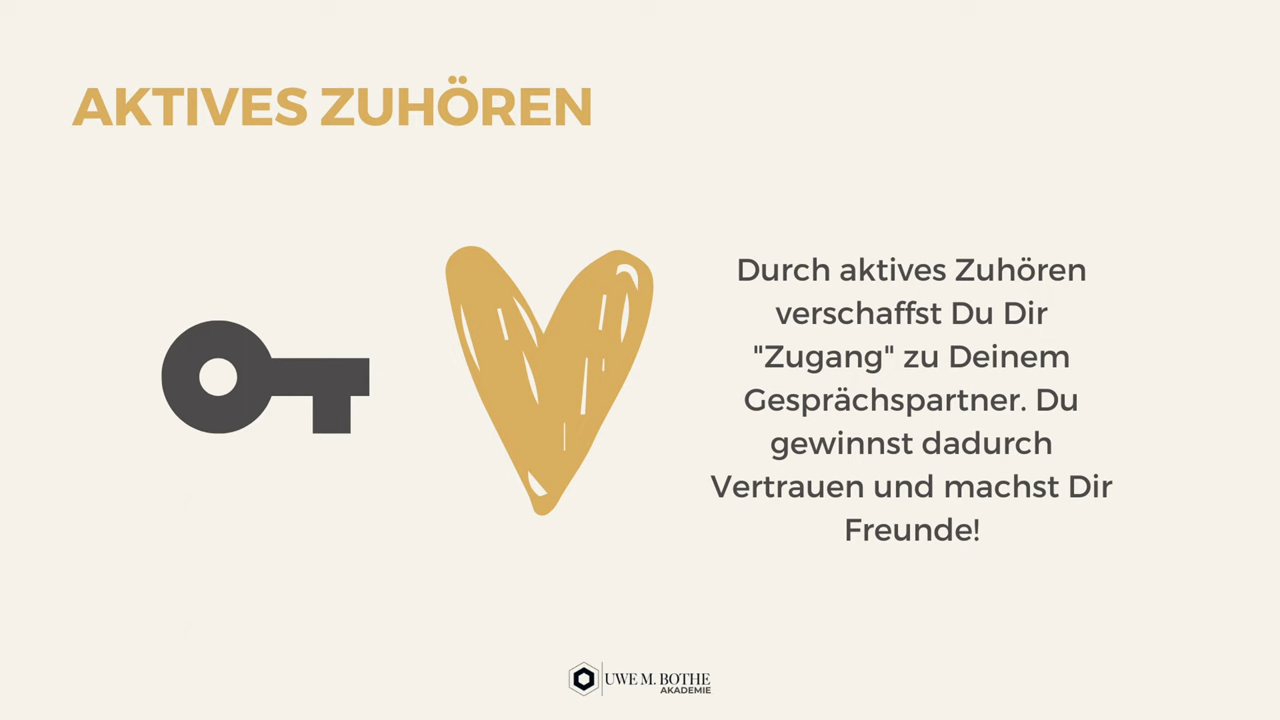 AKTIVES ZUHÖREN
Durch aktives Zuhören
verschaffst Du Dir
"Zugang" zu Deinem
Gesprächspartner. Du
gewinnst dadurch
Vertrauen und machst Dir
Freunde!
UWE M. BOTHE
AKADEMIE